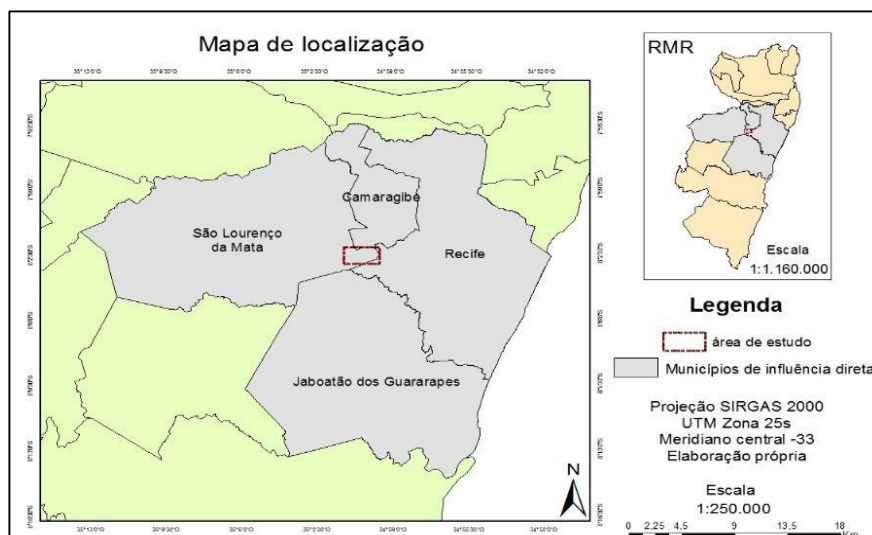 Mapa de localização
São Lourenço
da Mata
Camaragibe
Recife
Jaboatão dos Guararapes
N
RMR
Escala
1:1.160.000
Legenda
área de estudo
Municípios de influência direta
Projeção SIRGAS 2000
UTM Zona 25s
Meridiano central -33
Elaboração própria
Escala
1:250.000
0 2,25 4,5 9 13,5 18
Km